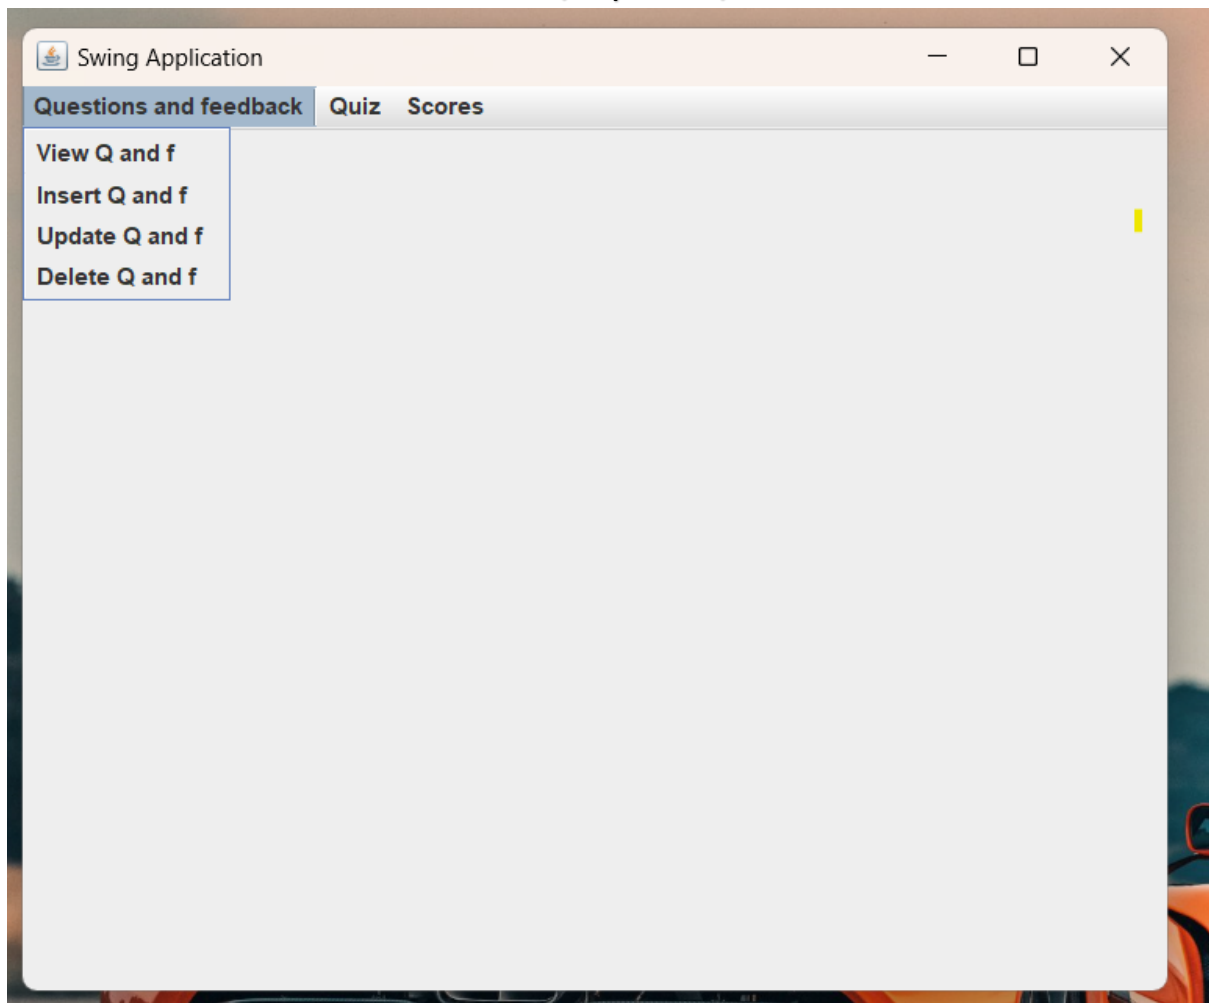 Swing Application
Questions and feedback Quiz Scores
View Q and f
Insert Q and f
Update Q and f
Delete Q and f